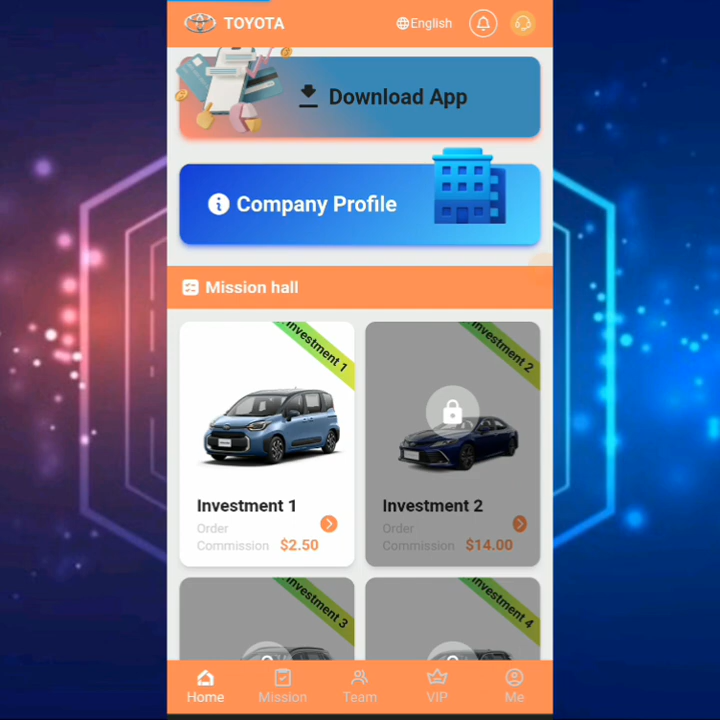 TOYOTA
English
Download App
Company Profile
Mission hall
Investment 1
Investment 2
Investment 1
Order
Commission $2.50
Investment 2
Order
Commission $14.00
Investment 3
Investment 4
Home
Mission
Team
VIP
Me